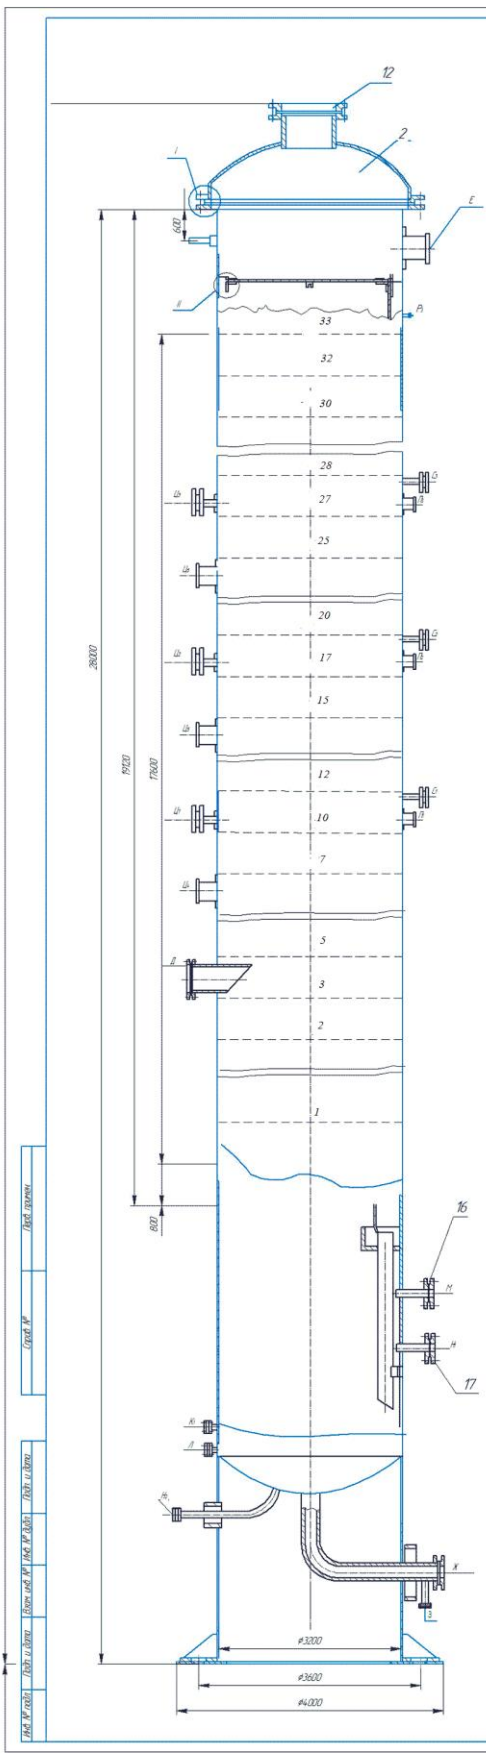 12
2
I
E
600
II
P₁
33
32
30
28
27
25
20
17
15
12
10
7
5
3
2
1
Д
28000
19120
17600
800
16
М
Н
17
К₁
Л
Ж
З
ø3200
ø3600
ø4000
Перв. примен.
Справ. №
Подп. и дата
Инв. № дубл.
Взам. инв. №
Подп. и дата
Инв. № подл.